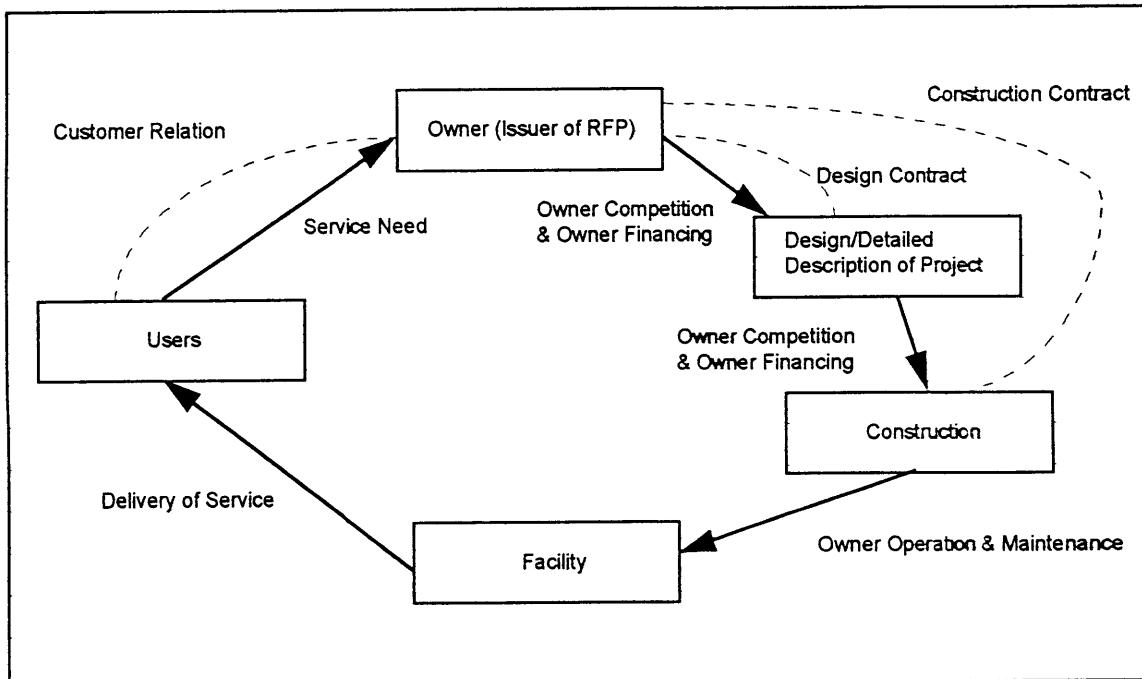 Construction Contract
Owner (Issuer of RFP)
Customer Relation
Design Contract
Owner Competition
& Owner Financing
Service Need
Design/Detailed
Description of Project
Users
Owner Competition
& Owner Financing
Construction
Delivery of Service
Facility
Owner Operation & Maintenance